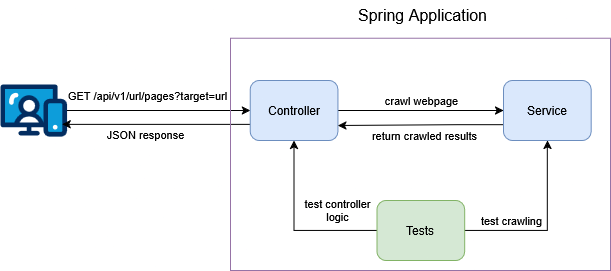 Spring Application
GET /api/v1/url/pages?target=url
JSON response
Controller
crawl webpage
return crawled results
Service
test controller
logic
Tests
test crawling